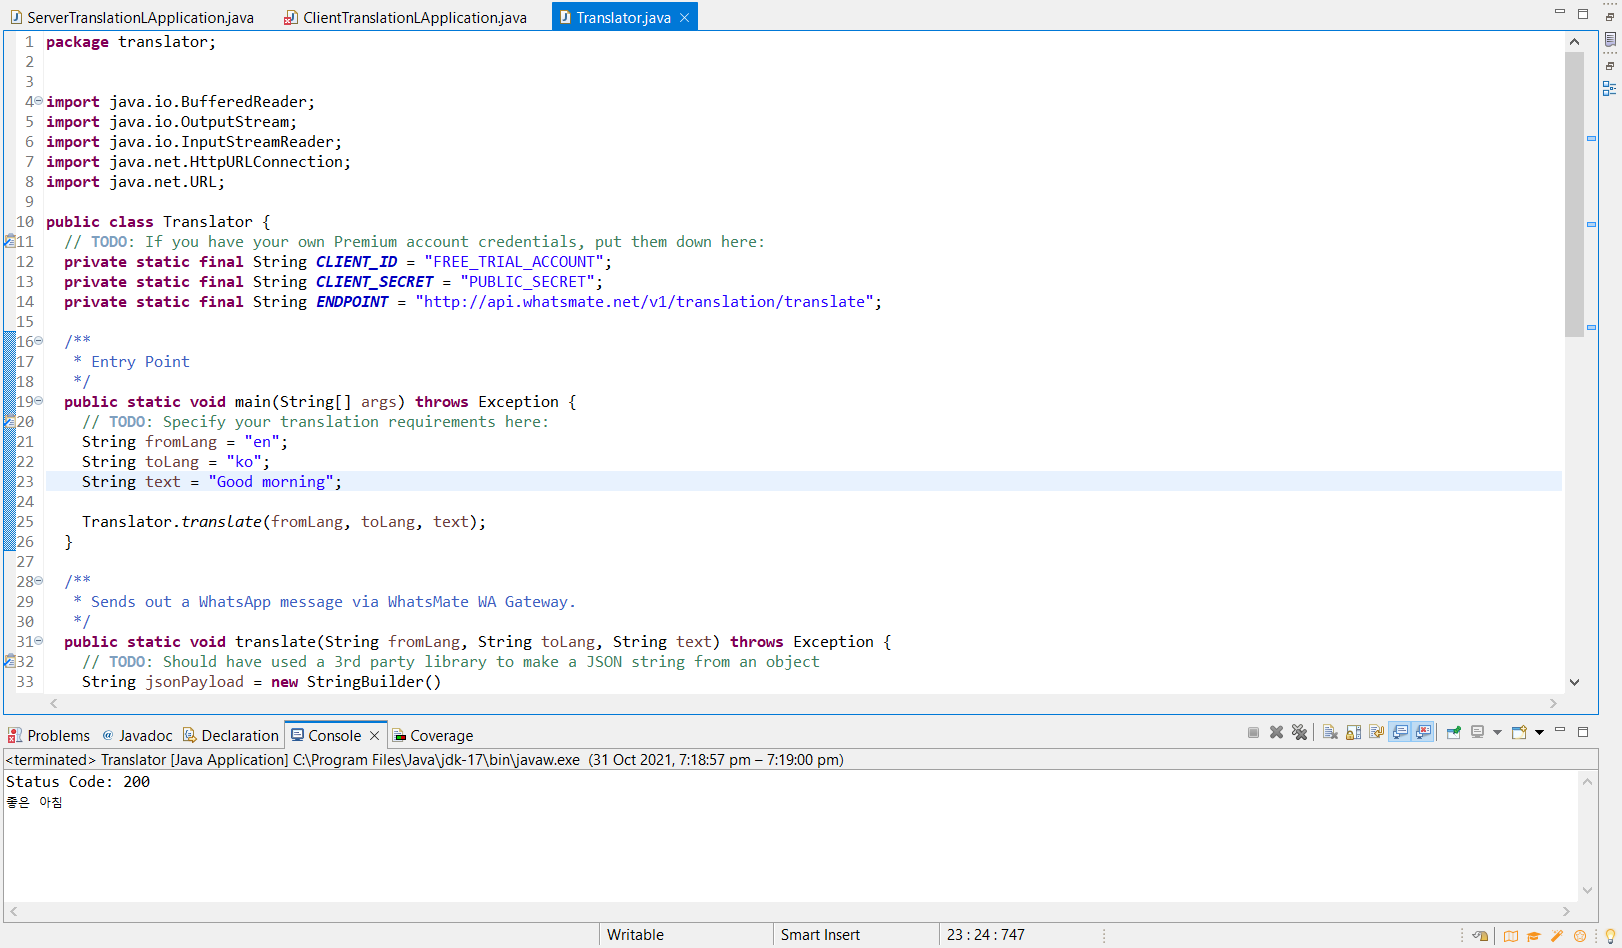 ServerTranslationLApplication.java ClientTranslationLApplication.java Translator.java
1 package translator;
2
3
4 import java.io.BufferedReader;
5 import java.io.OutputStream;
6 import java.io.InputStreamReader;
7 import java.net.HttpURLConnection;
8 import java.net.URL;
9
10 public class Translator {
11 // TODO: If you have your own Premium account credentials, put them down here:
12 private static final String CLIENT_ID = "FREE_TRIAL_ACCOUNT";
13 private static final String CLIENT_SECRET = "PUBLIC_SECRET";
14 private static final String ENDPOINT = "http://api.whatsmate.net/v1/translation/translate";
15
16 /**
17 * Entry Point
18 */
19 public static void main(String[] args) throws Exception {
20 // TODO: Specify your translation requirements here:
21 String fromLang = "en";
22 String toLang = "ko";
23 String text = "Good morning";
24
25 Translator.translate(fromLang, toLang, text);
26 }
27
28 /**
29 * Sends out a WhatsApp message via WhatsMate WA Gateway.
30 */
31 public static void translate(String fromLang, String toLang, String text) throws Exception {
32 // TODO: Should have used a 3rd party library to make a JSON string from an object
33 String jsonPayload = new StringBuilder()
Problems @ Javadoc Declaration Console Coverage
<terminated> Translator [Java Application] C:\Program Files\Java\jdk-17\bin\javaw.exe (31 Oct 2021, 7:18:57 pm – 7:19:00 pm)
Status Code: 200
좋은 아침
Writable Smart Insert 23 : 24 : 747